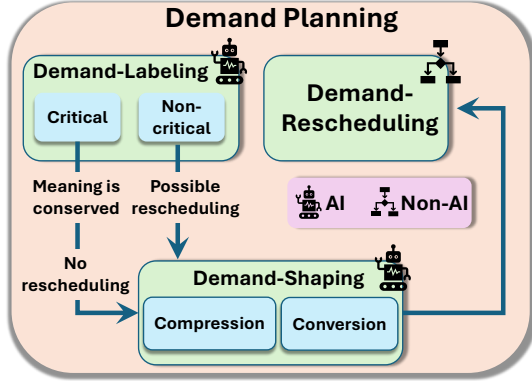 Demand Planning
Demand-Labeling
Critical
Non-
critical
Demand-
Rescheduling
Meaning is
conserved
Possible
rescheduling
AI
Non-AI
No
rescheduling
Demand-Shaping
Compression
Conversion